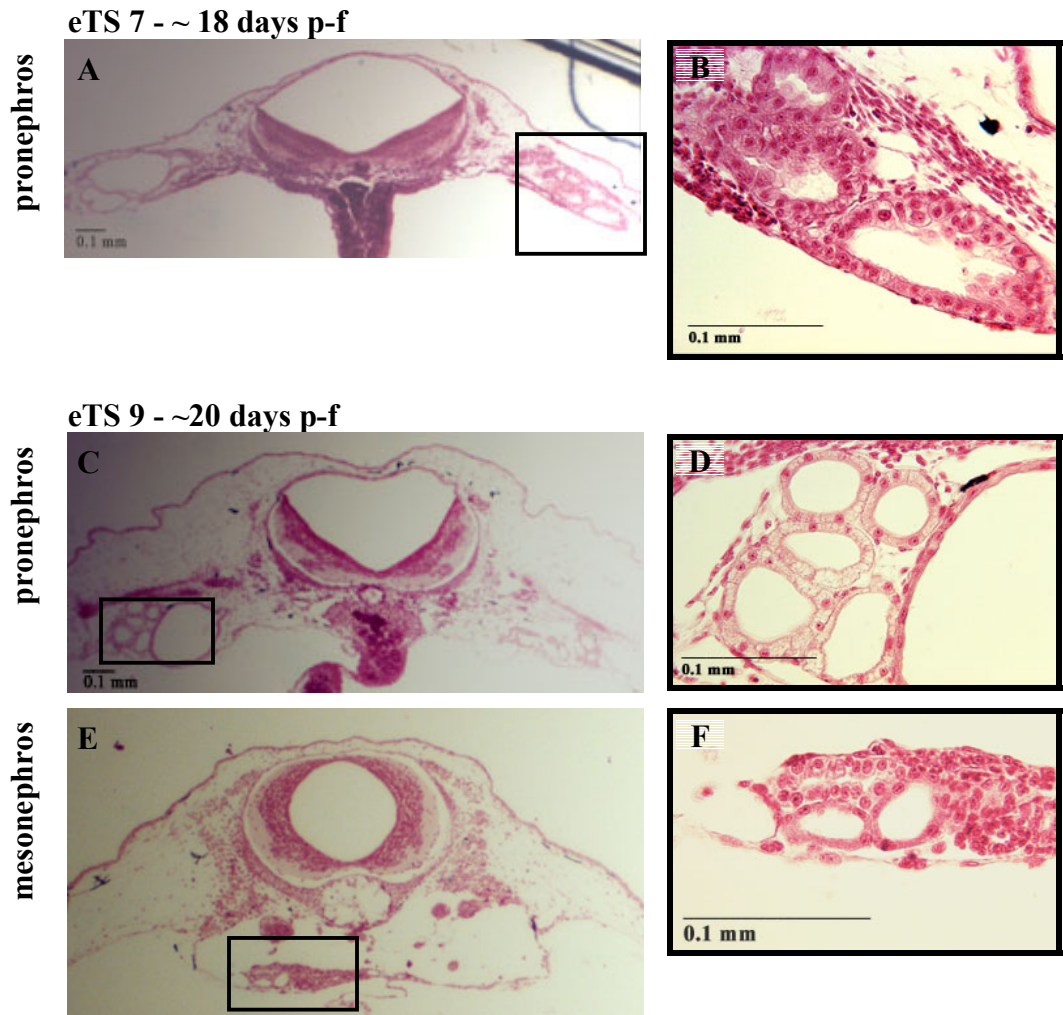 eTS 7 - ~ 18 days p-f
pronephros
A
0.1 mm
B
0.1 mm
eTS 9 - ~20 days p-f
pronephros
C
0.1 mm
D
0.1 mm
mesonephros
E
F
0.1 mm